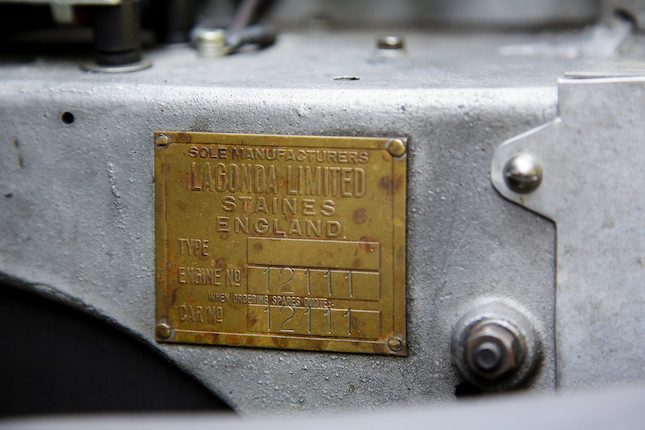 SOLE MANUFACTURERS
LAGONDA LIMITED
STAINES
ENGLAND.
TYPE
ENGINE No 12111
WHEN ORDERING SPARES QUOTE:-
CAR No 12111